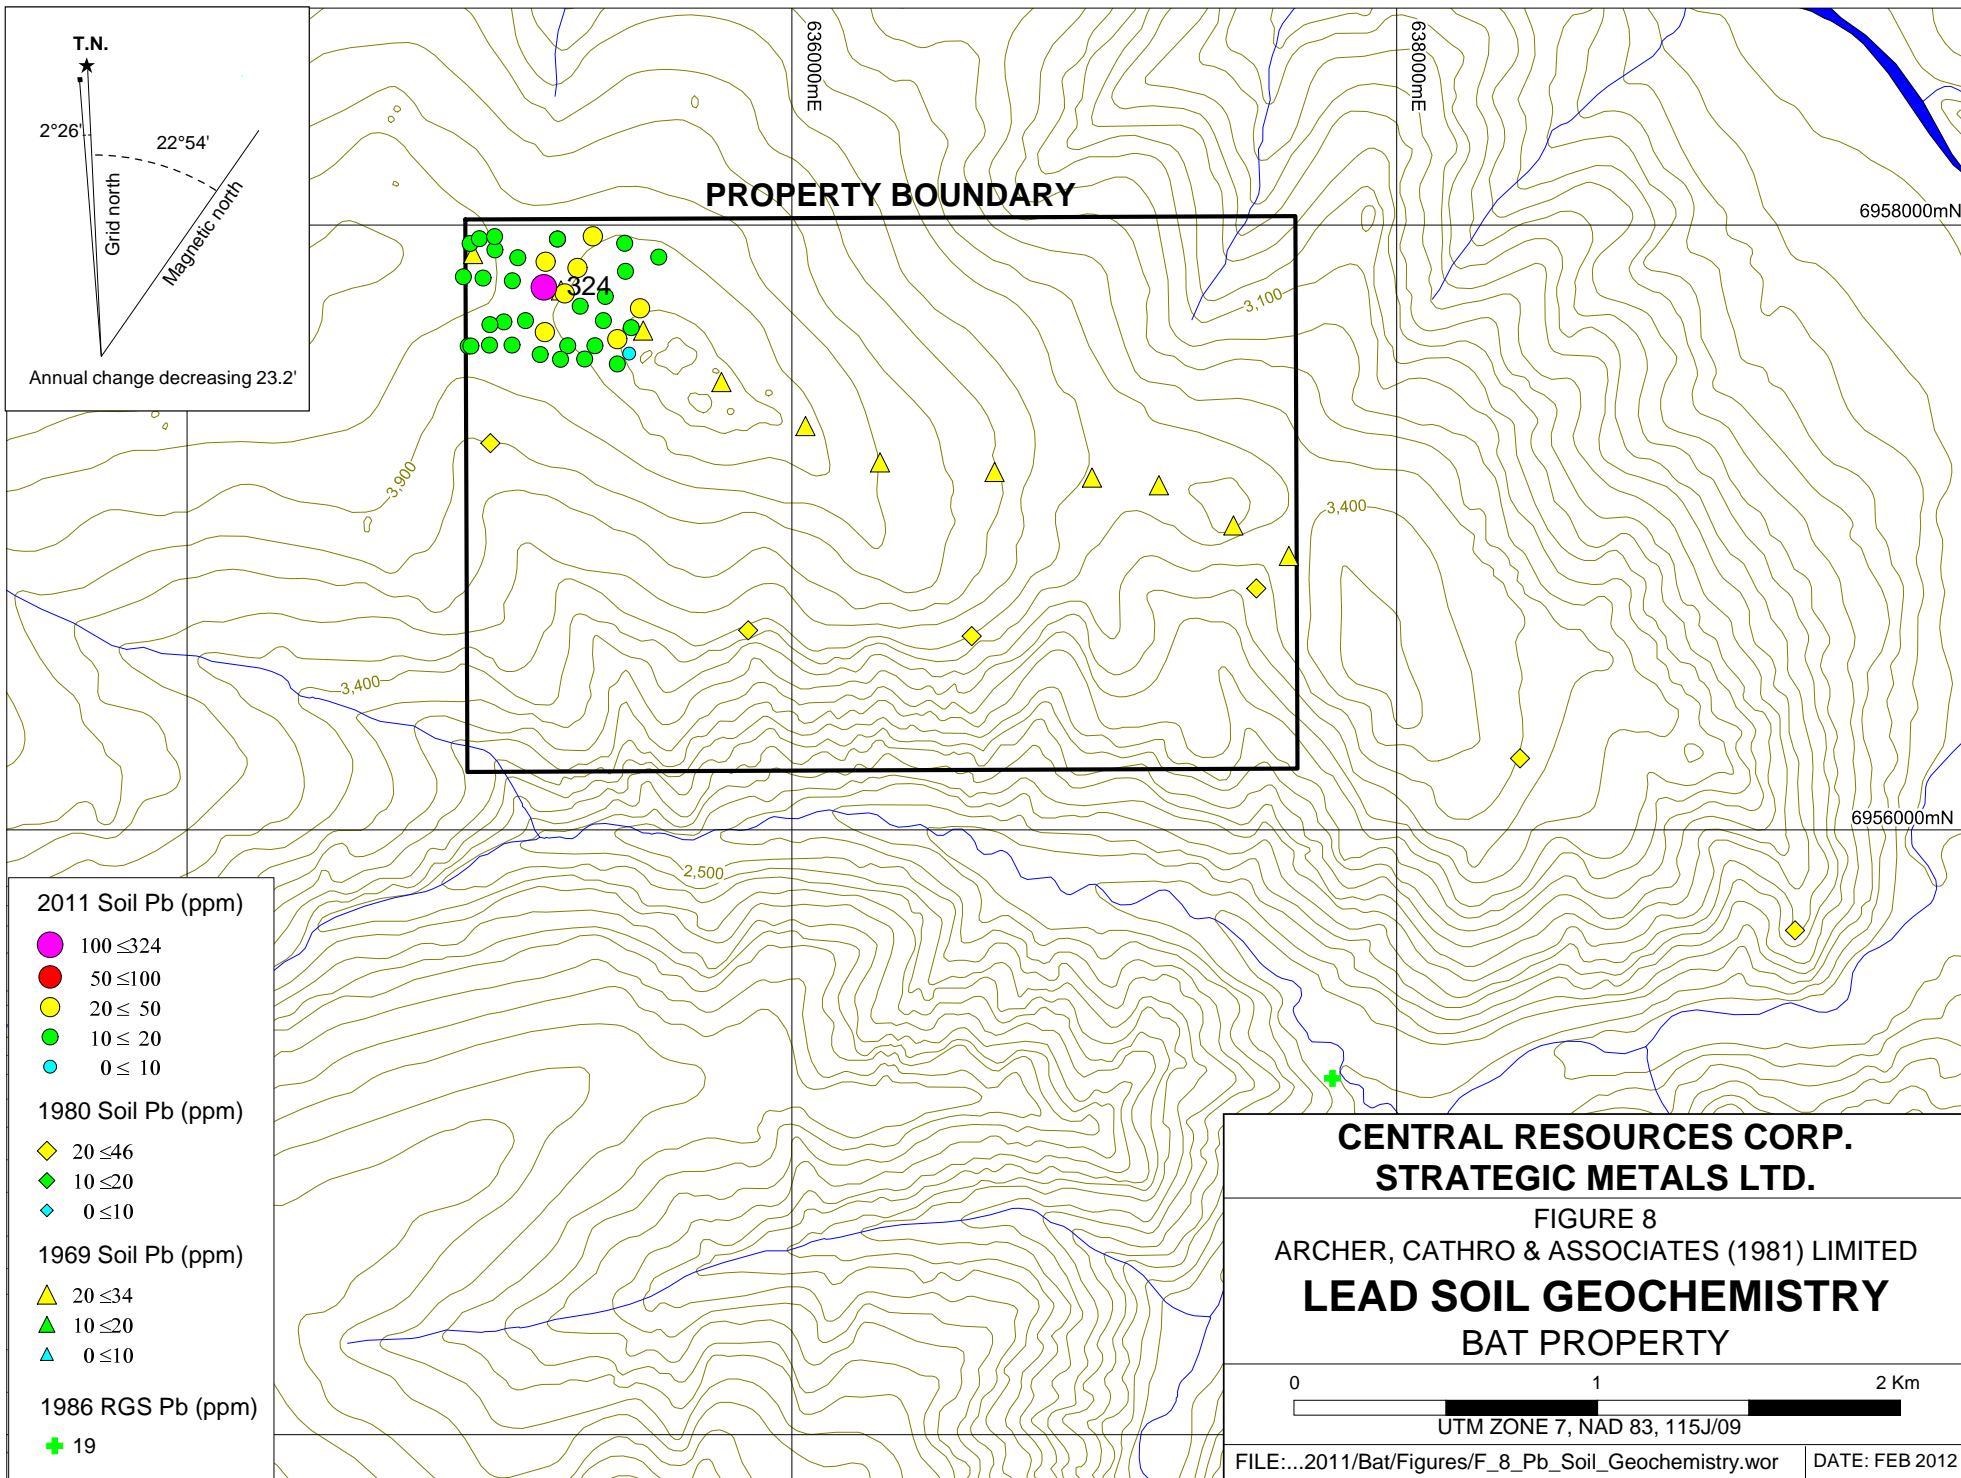 T.N.
2°26'
22°54'
Grid north
Magnetic north
Annual change decreasing 23.2'
636000mE
638000mE
6958000mN
PROPERTY BOUNDARY
324
3,100
3,900
3,400
3,400
6956000mN
2,500
2011 Soil Pb (ppm)
100 ≤324
50 ≤100
20 ≤ 50
10 ≤ 20
0 ≤ 10
1980 Soil Pb (ppm)
20 ≤46
10 ≤20
0 ≤10
1969 Soil Pb (ppm)
20 ≤34
10 ≤20
0 ≤10
1986 RGS Pb (ppm)
19
CENTRAL RESOURCES CORP.
STRATEGIC METALS LTD.
FIGURE 8
ARCHER, CATHRO & ASSOCIATES (1981) LIMITED
LEAD SOIL GEOCHEMISTRY
BAT PROPERTY
0 1 2 Km
UTM ZONE 7, NAD 83, 115J/09
FILE:...2011/Bat/Figures/F_8_Pb_Soil_Geochemistry.wor DATE: FEB 2012